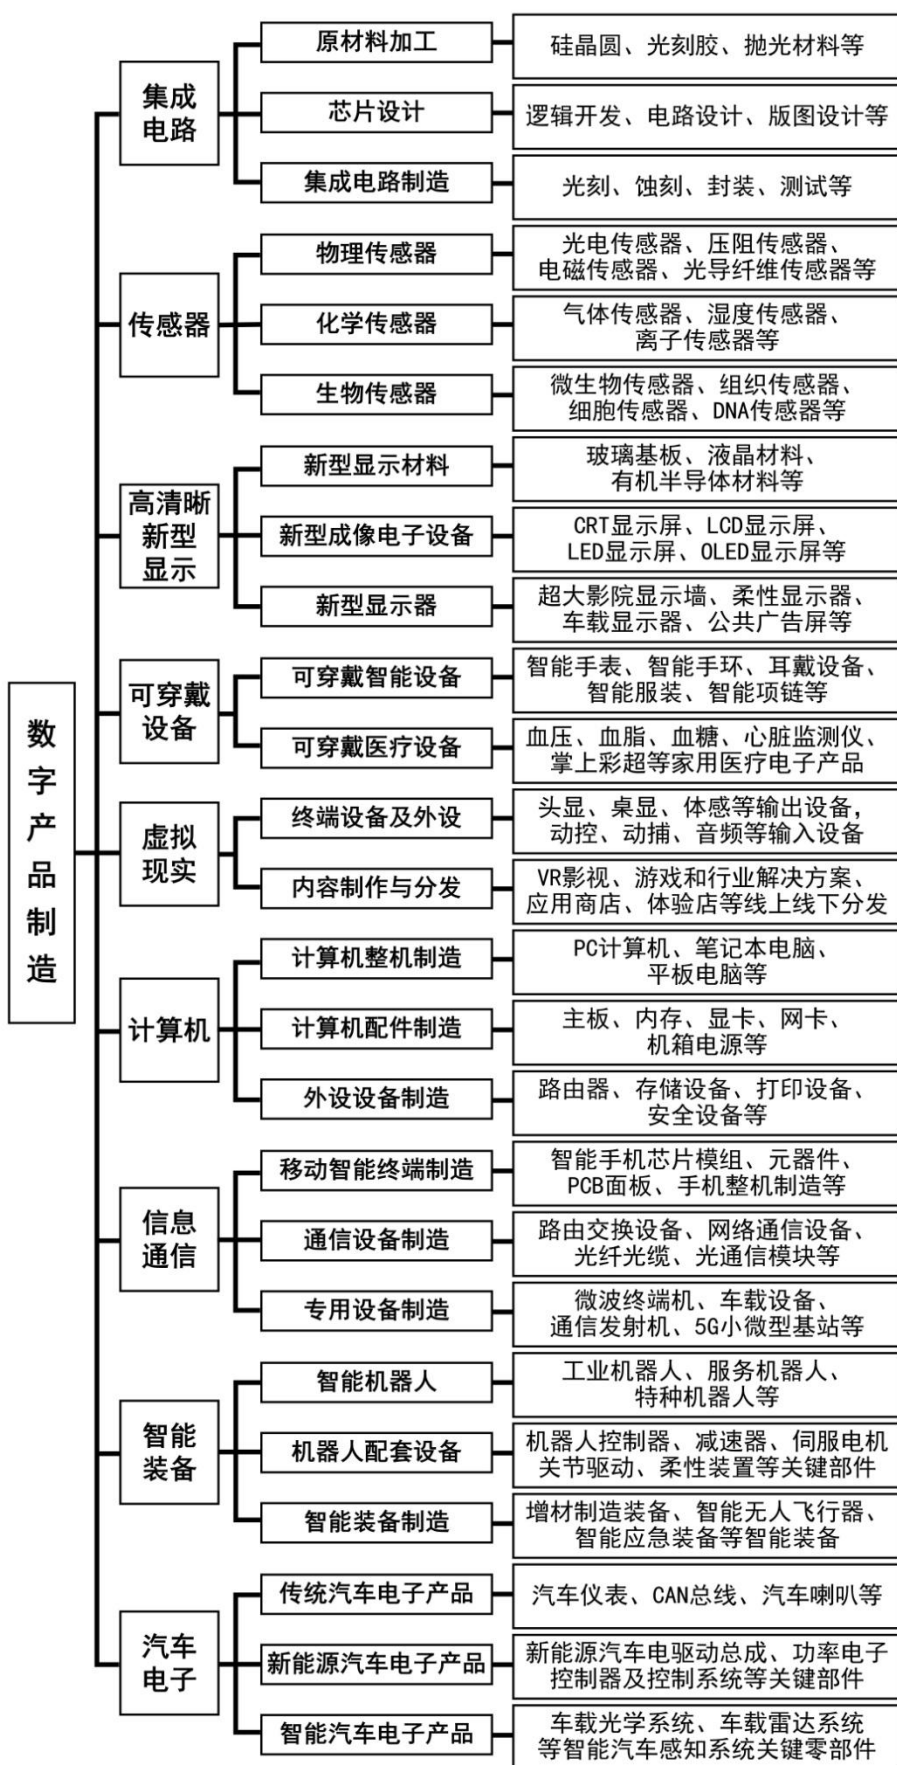 数字产品制造
集成
电路
原材料加工
硅晶圆、光刻胶、抛光材料等
芯片设计
逻辑开发、电路设计、版图设计等
集成电路制造
光刻、蚀刻、封装、测试等
传感器
物理传感器
光电传感器、压阻传感器、
电磁传感器、光导纤维传感器等
化学传感器
气体传感器、湿度传感器、
离子传感器等
生物传感器
微生物传感器、组织传感器、
细胞传感器、DNA传感器等
高清晰
新型
显示
新型显示材料
玻璃基板、液晶材料、
有机半导体材料等
新型成像电子设备
CRT显示屏、LCD显示屏、
LED显示屏、OLED显示屏等
新型显示器
超大影院显示墙、柔性显示器、
车载显示器、公共广告屏等
可穿戴
设备
可穿戴智能设备
智能手表、智能手环、耳戴设备、
智能服装、智能项链等
可穿戴医疗设备
血压、血脂、血糖、心脏监测仪、
掌上彩超等家用医疗电子产品
虚拟
现实
终端设备及外设
头显、桌显、体感等输出设备，
动控、动捕、音频等输入设备
内容制作与分发
VR影视、游戏和行业解决方案、
应用商店、体验店等线上线下分发
计算机
计算机整机制造
PC计算机、笔记本电脑、
平板电脑等
计算机配件制造
主板、内存、显卡、网卡、
机箱电源等
外设设备制造
路由器、存储设备、打印设备、
安全设备等
信息
通信
移动智能终端制造
智能手机芯片模组、元器件、
PCB面板、手机整机制造等
通信设备制造
路由交换设备、网络通信设备、
光纤光缆、光通信模块等
专用设备制造
微波终端机、车载设备、
通信发射机、5G小微型基站等
智能
装备
智能机器人
工业机器人、服务机器人、
特种机器人等
机器人配套设备
机器人控制器、减速器、伺服电机
关节驱动、柔性装置等关键部件
智能装备制造
增材制造装备、智能无人飞行器、
智能应急装备等智能装备
汽车
电子
传统汽车电子产品
汽车仪表、CAN总线、汽车喇叭等
新能源汽车电子产品
新能源汽车电驱动总成、功率电子
控制器及控制系统等关键部件
智能汽车电子产品
车载光学系统、车载雷达系统
等智能汽车感知系统关键零部件